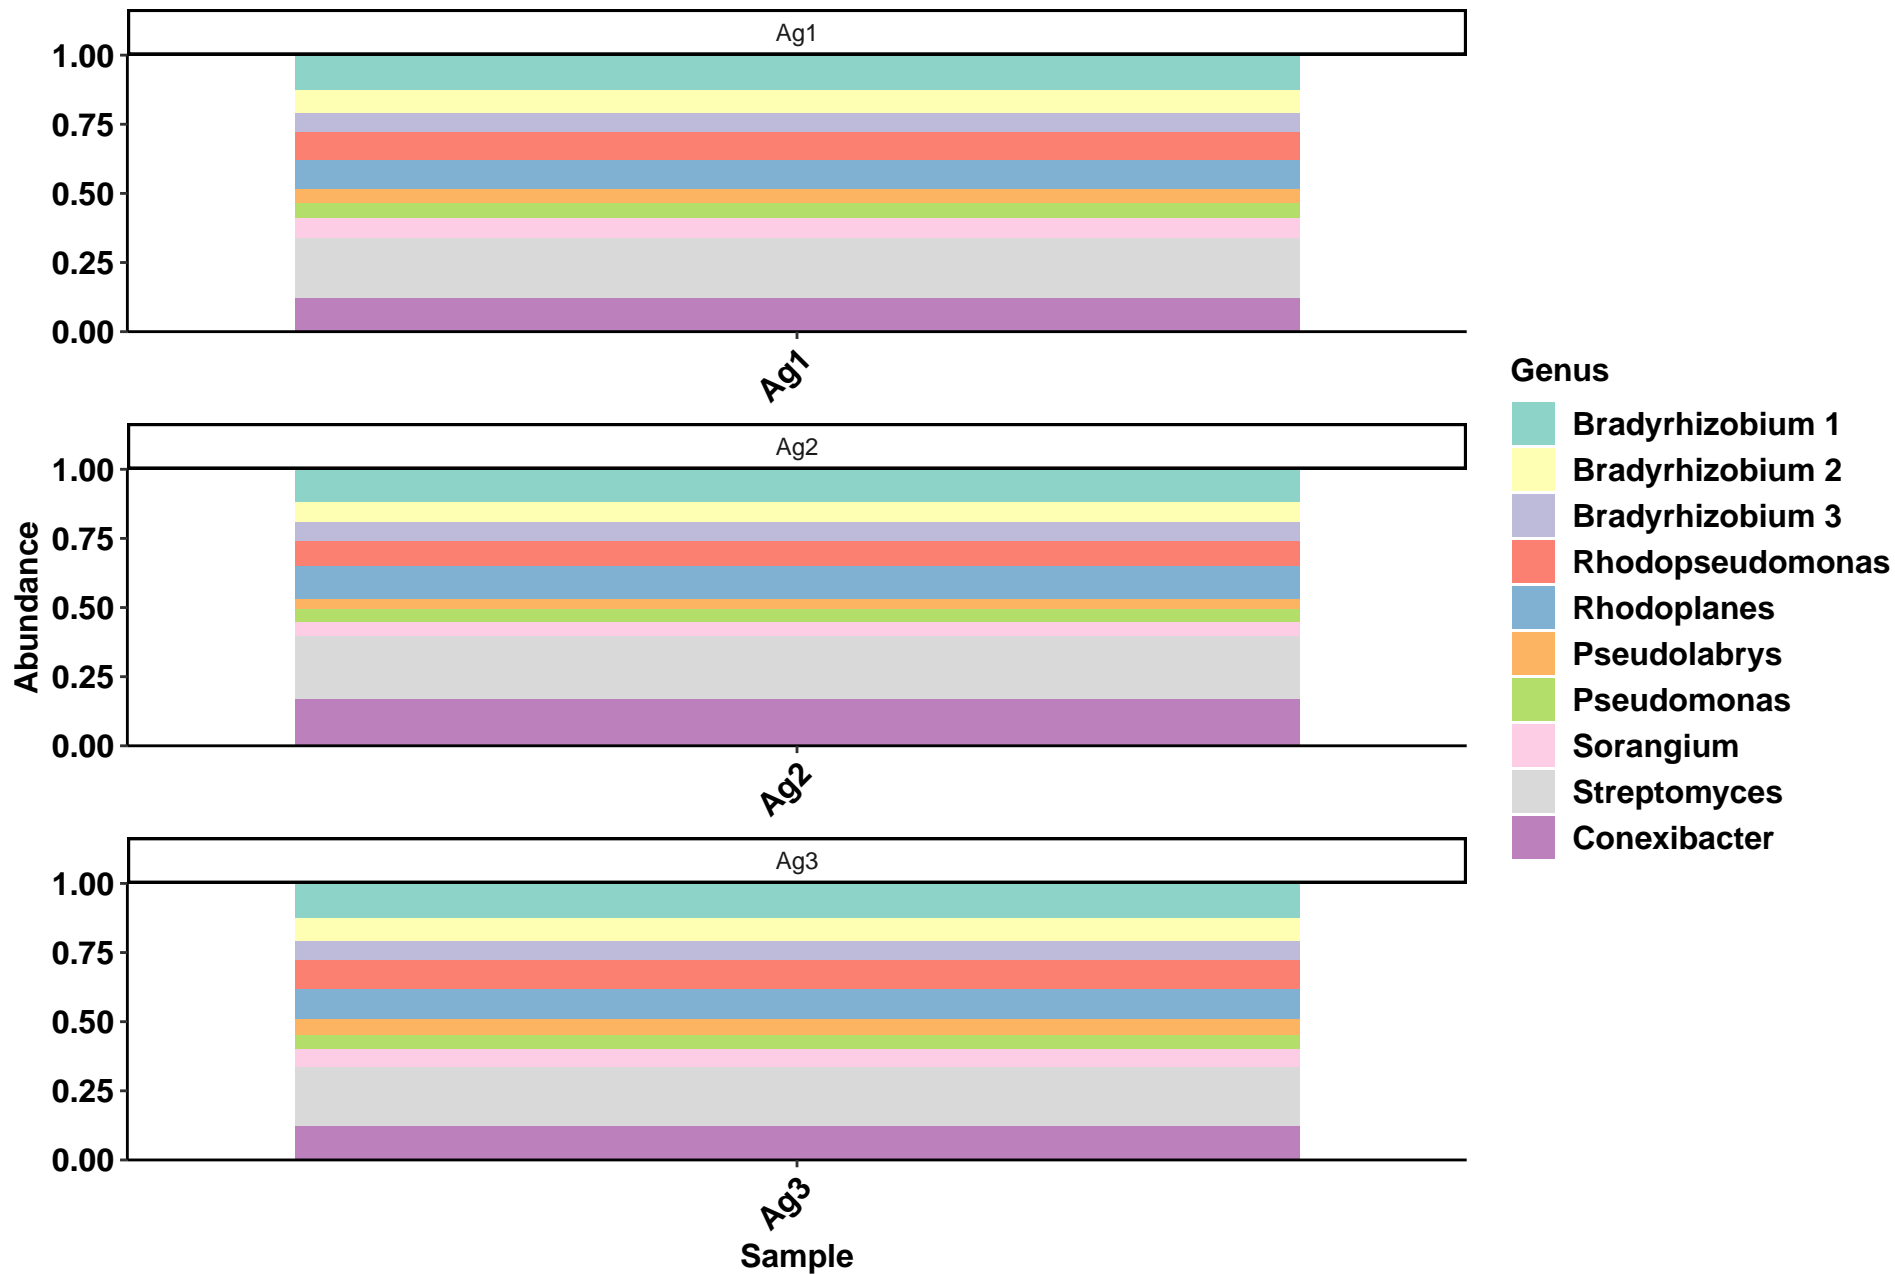 Ag1
1.00
0.75
0.50
0.25
0.00
Ag1
Ag2
1.00
0.75
0.50
0.25
0.00
Ag2
Ag3
1.00
0.75
0.50
0.25
0.00
Ag3
Abundance
Sample
Genus
Bradyrhizobium 1
Bradyrhizobium 2
Bradyrhizobium 3
Rhodopseudomonas
Rhodoplanes
Pseudolabrys
Pseudomonas
Sorangium
Streptomyces
Conexibacter